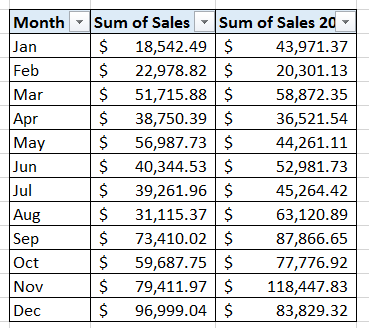 Month Sum of Sales Sum of Sales 20
Jan $ 18,542.49 $ 43,971.37
Feb $ 22,978.82 $ 20,301.13
Mar $ 51,715.88 $ 58,872.35
Apr $ 38,750.39 $ 36,521.54
May $ 56,987.73 $ 44,261.11
Jun $ 40,344.53 $ 52,981.73
Jul $ 39,261.96 $ 45,264.42
Aug $ 31,115.37 $ 63,120.89
Sep $ 73,410.02 $ 87,866.65
Oct $ 59,687.75 $ 77,776.92
Nov $ 79,411.97 $ 118,447.83
Dec $ 96,999.04 $ 83,829.32